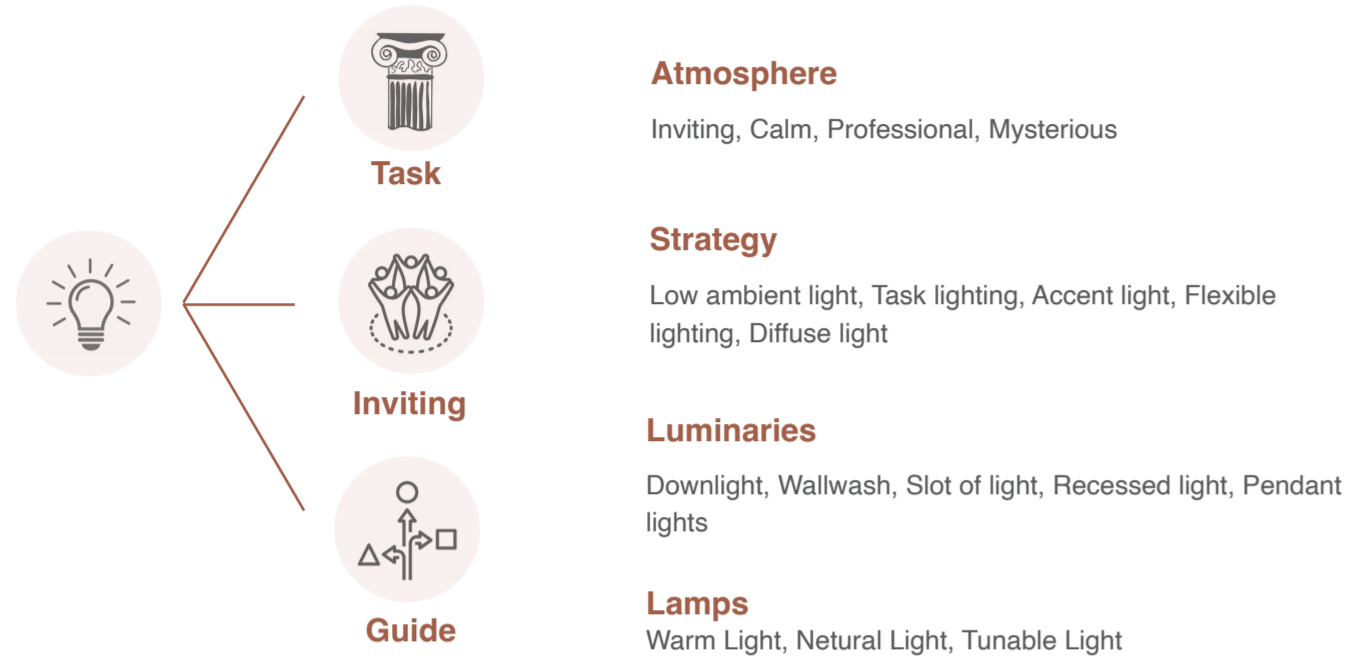 Task
Inviting
Guide
Atmosphere
Inviting, Calm, Professional, Mysterious
Strategy
Low ambient light, Task lighting, Accent light, Flexible
lighting, Diffuse light
Luminaries
Downlight, Wallwash, Slot of light, Recessed light, Pendant
lights
Lamps
Warm Light, Netural Light, Tunable Light